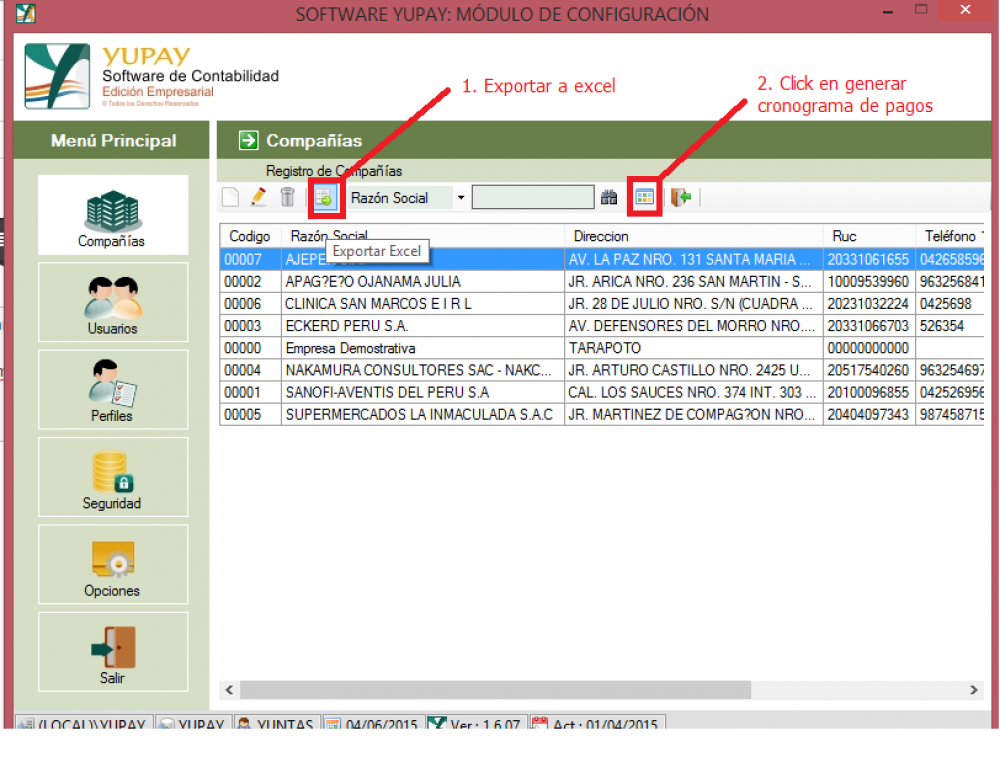 SOFTWARE YUPAY: MÓDULO DE CONFIGURACIÓN
YUPAY
Software de Contabilidad
Edición Empresarial
© Todos los Derechos Reservados
1. Exportar a excel
2. Click en generar
cronograma de pagos
Menú Principal
Compañías
Registro de Compañías
Razón Social
Codigo Razón Social Direccion Ruc Teléfono
Exportar Excel
00007 AJEPE AV. LA PAZ NRO. 131 SANTA MARIA ... 20331061655 042658596
00002 APAG?E?O OJANAMA JULIA JR. ARICA NRO. 236 SAN MARTIN - S... 10009539960 963256841
00006 CLINICA SAN MARCOS E I R L JR. 28 DE JULIO NRO. S/N (CUADRA ... 20231032224 0425698
00003 ECKERD PERU S.A. AV. DEFENSORES DEL MORRO NRO.... 20331066703 526354
00000 Empresa Demostrativa TARAPOTO 00000000000
00004 NAKAMURA CONSULTORES SAC - NAKC... JR. ARTURO CASTILLO NRO. 2425 U... 20517540260 963254697
00001 SANOFI-AVENTIS DEL PERU S.A CAL. LOS SAUCES NRO. 374 INT. 303 ... 20100096855 042526956
00005 SUPERMERCADOS LA INMACULADA S.A.C JR. MARTINEZ DE COMPAG?ON NRO... 20404097343 987458715
Compañías
Usuarios
Perfiles
Seguridad
Opciones
Salir
(LOCAL)\YUPAY YUPAY YUNTAS 04/06/2015 Ver : 1.6.07 Act : 01/04/2015